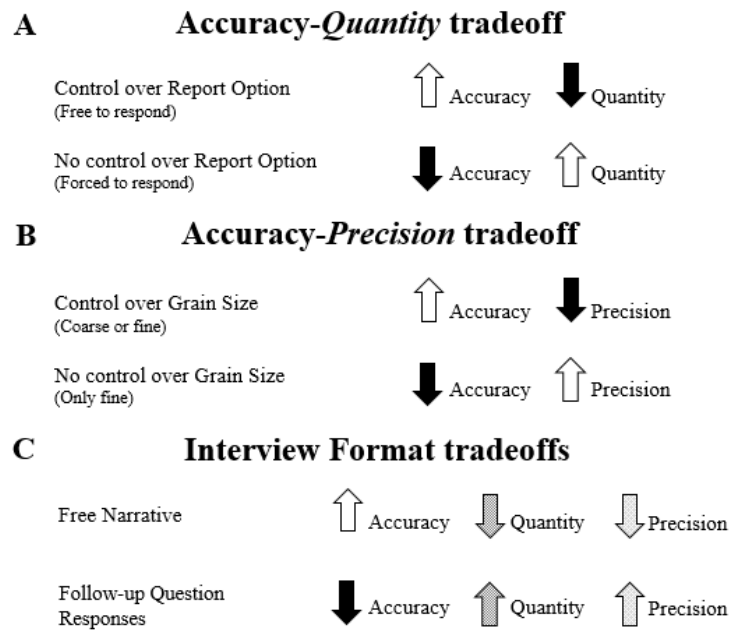 A Accuracy-Quantity tradeoff
Control over Report Option
(Free to respond)
Accuracy Quantity
No control over Report Option
(Forced to respond)
Accuracy Quantity
B Accuracy-Precision tradeoff
Control over Grain Size
(Coarse or fine)
Accuracy Precision
No control over Grain Size
(Only fine)
Accuracy Precision
C Interview Format tradeoffs
Free Narrative Accuracy Quantity Precision
Follow-up Question
Responses
Accuracy Quantity Precision